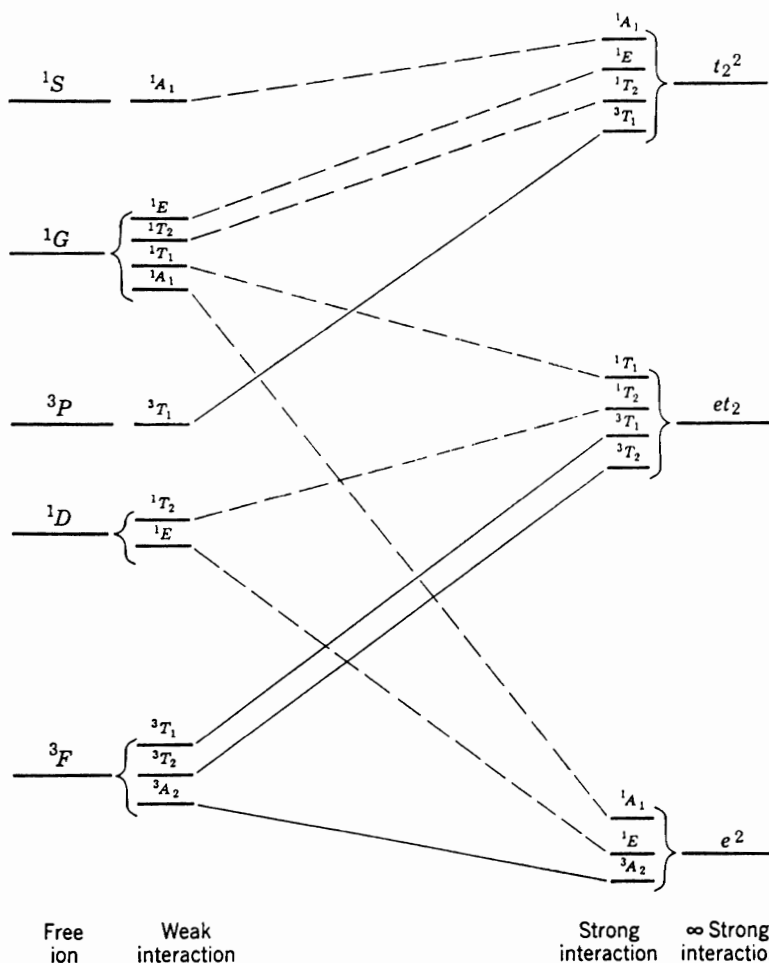 ¹S ¹A₁ ¹A₁
¹E
¹T₂
³T₁
t₂²
¹G ¹E
¹T₂
¹T₁
¹A₁
³P ³T₁
¹T₁
¹T₂
³T₁
³T₂
et₂
¹D ¹T₂
¹E
³F ³T₁
³T₂
³A₂
¹A₁
¹E
³A₂
e²
Free ion
Weak interaction
Strong interaction
∞ Strong interactio